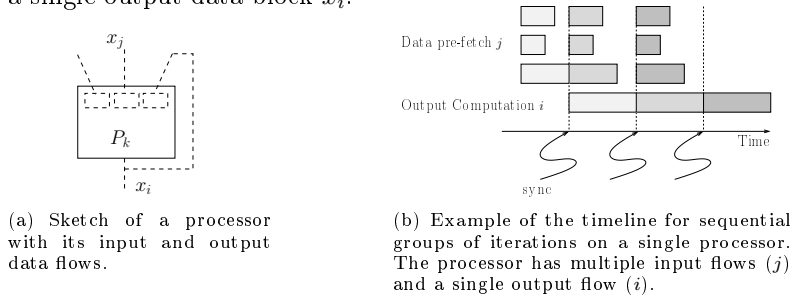 a single output data block x_i.
x_j
P_k
x_i
(a) Sketch of a processor
with its input and output
data flows.
Data pre-fetch j
Output Computation i
Time
sync
(b) Example of the timeline for sequential
groups of iterations on a single processor.
The processor has multiple input flows (j)
and a single output flow (i).